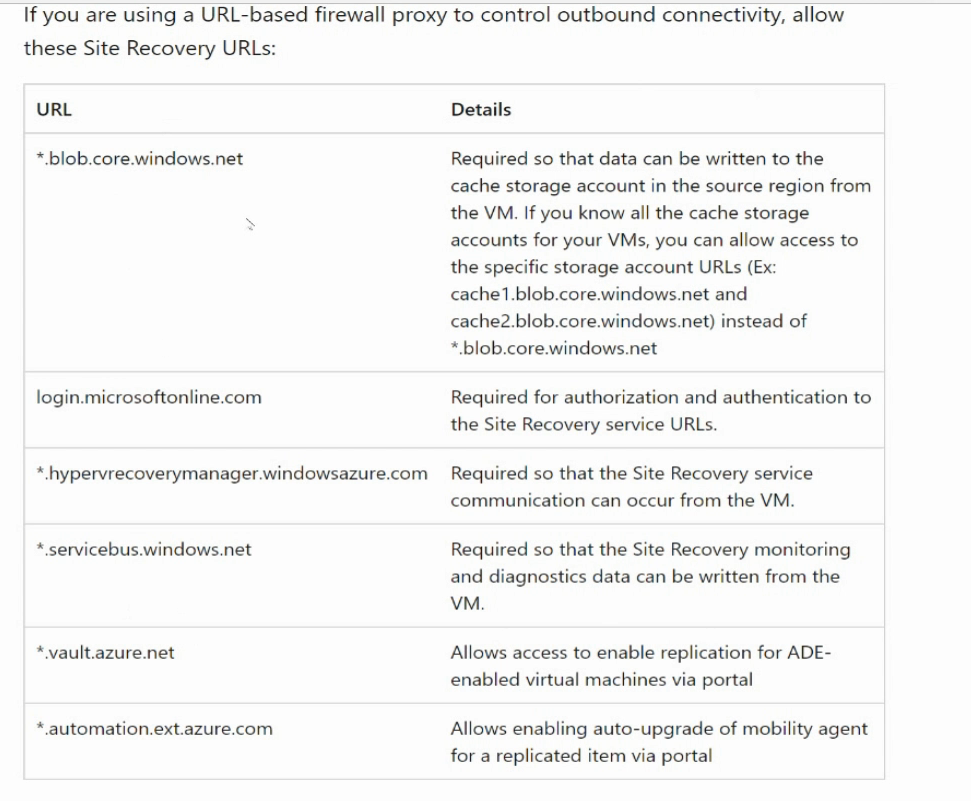 If you are using a URL-based firewall proxy to control outbound connectivity, allow
these Site Recovery URLs:
URL
Details
*.blob.core.windows.net
Required so that data can be written to the
cache storage account in the source region from
the VM. If you know all the cache storage
accounts for your VMs, you can allow access to
the specific storage account URLs (Ex:
cache1.blob.core.windows.net and
cache2.blob.core.windows.net) instead of
*.blob.core.windows.net
login.microsoftonline.com
Required for authorization and authentication to
the Site Recovery service URLs.
*.hypervrecoverymanager.windowsazure.com
Required so that the Site Recovery service
communication can occur from the VM.
*.servicebus.windows.net
Required so that the Site Recovery monitoring
and diagnostics data can be written from the
VM.
*.vault.azure.net
Allows access to enable replication for ADE-
enabled virtual machines via portal
*.automation.ext.azure.com
Allows enabling auto-upgrade of mobility agent
for a replicated item via portal